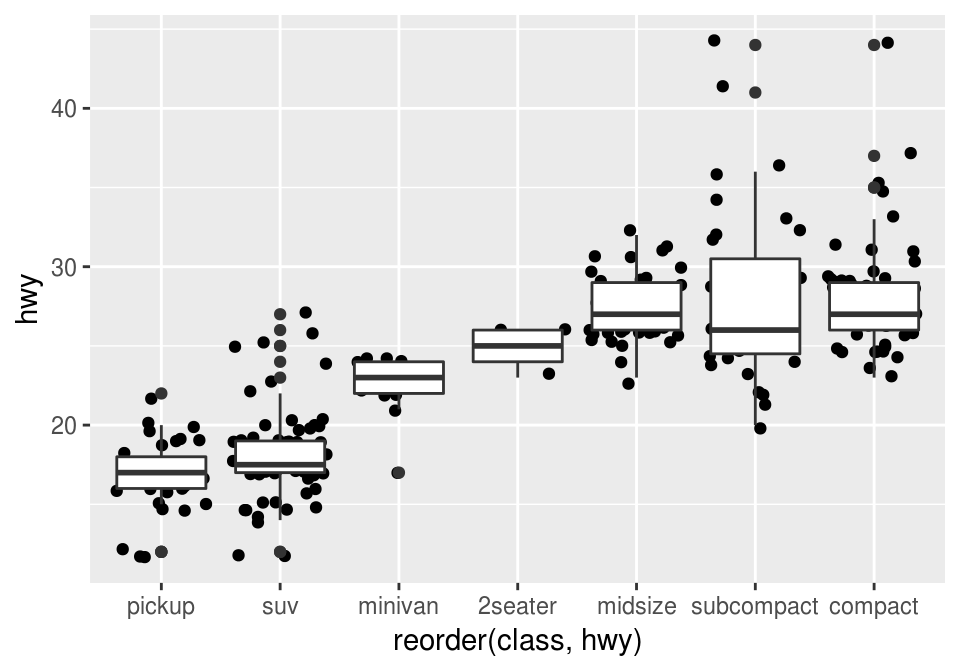 40
30
20
hwy
pickup suv minivan 2seater midsize subcompact compact
reorder(class, hwy)